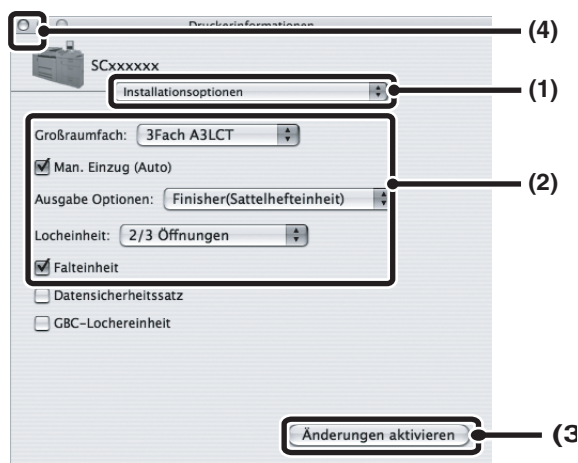 Druckerinformationen
(4)
SCxxxxxx
Installationsoptionen
(1)
Großraumfach: 3Fach A3LCT
Man. Einzug (Auto)
(2)
Ausgabe Optionen: Finisher(Sattelhefteinheit)
Locheinheit: 2/3 Öffnungen
Falteinheit
Datensicherheitssatz
GBC-Lochereinheit
Änderungen aktivieren
(3